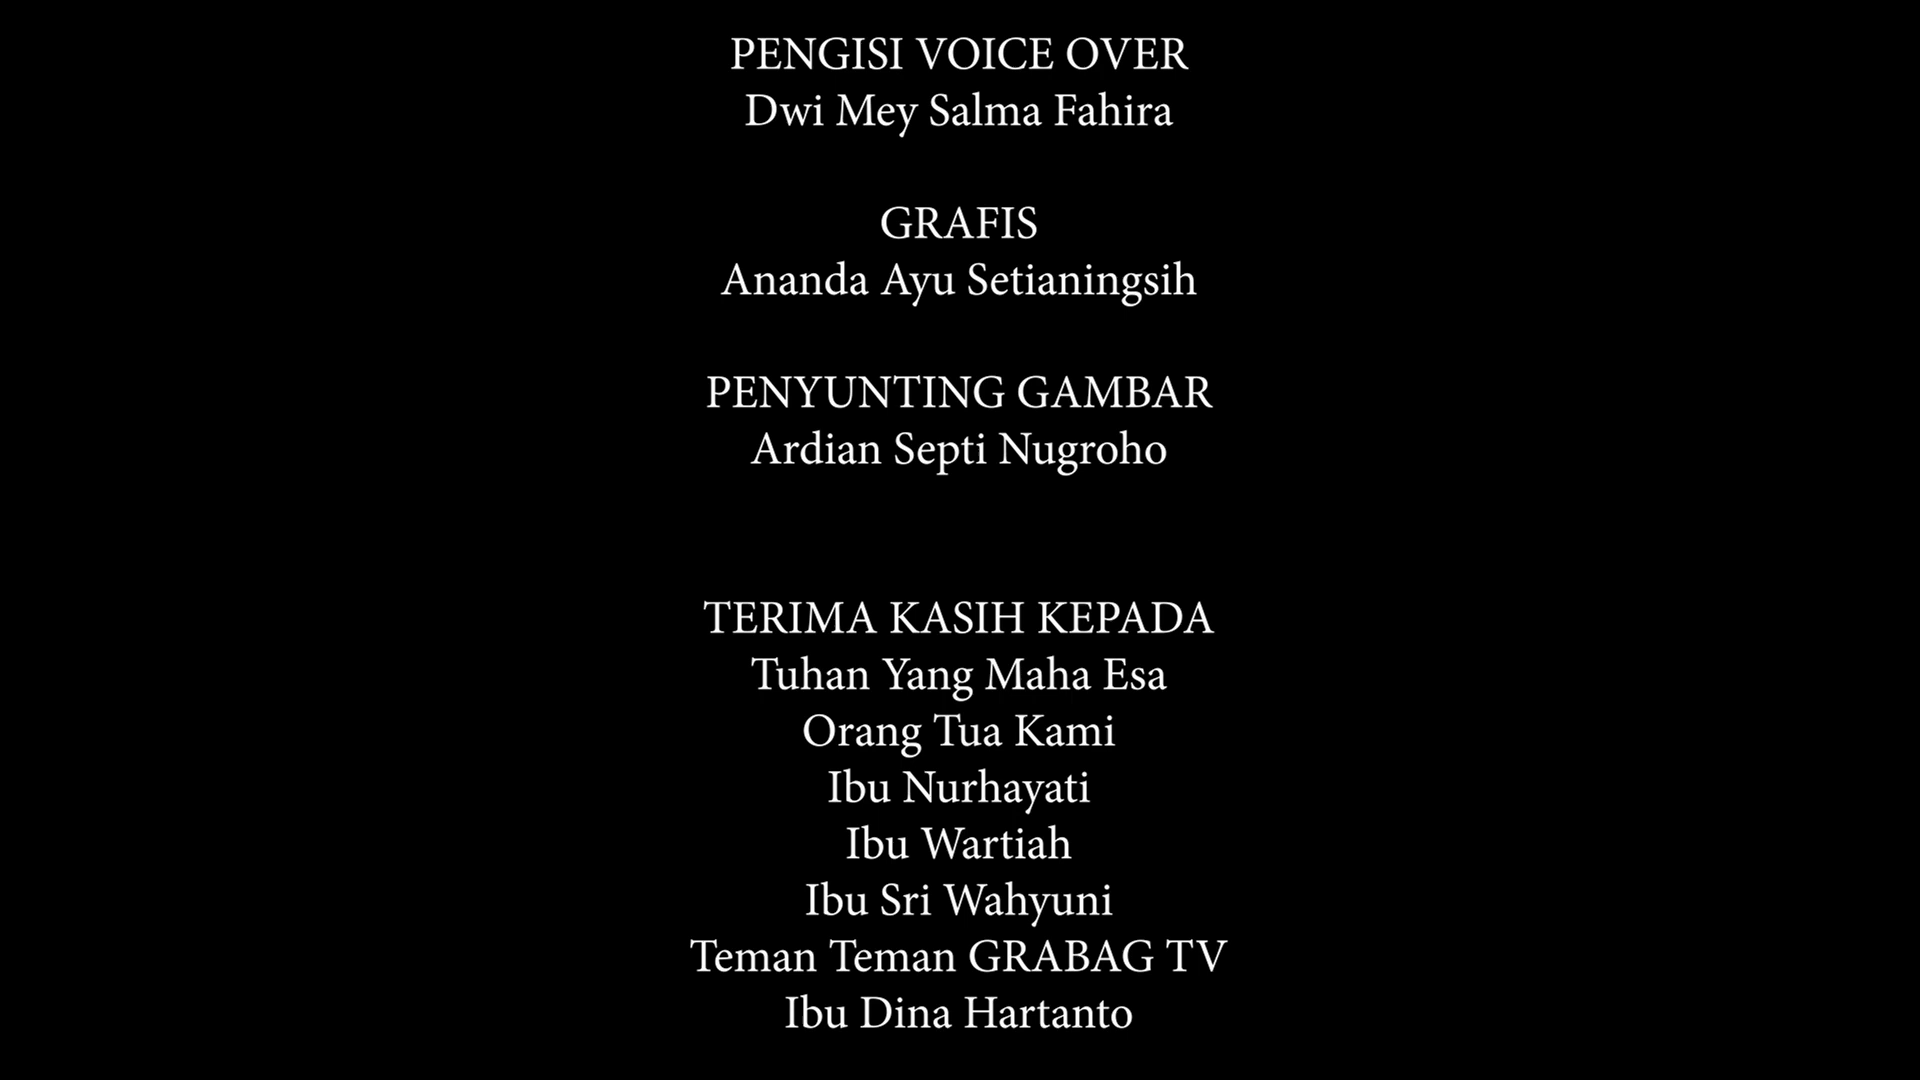 PENGISI VOICE OVER
Dwi Mey Salma Fahira
GRAFIS
Ananda Ayu Setianingsih
PENYUNTING GAMBAR
Ardian Septi Nugroho
TERIMA KASIH KEPADA
Tuhan Yang Maha Esa
Orang Tua Kami
Ibu Nurhayati
Ibu Wartiah
Ibu Sri Wahyuni
Teman Teman GRABAG TV
Ibu Dina Hartanto